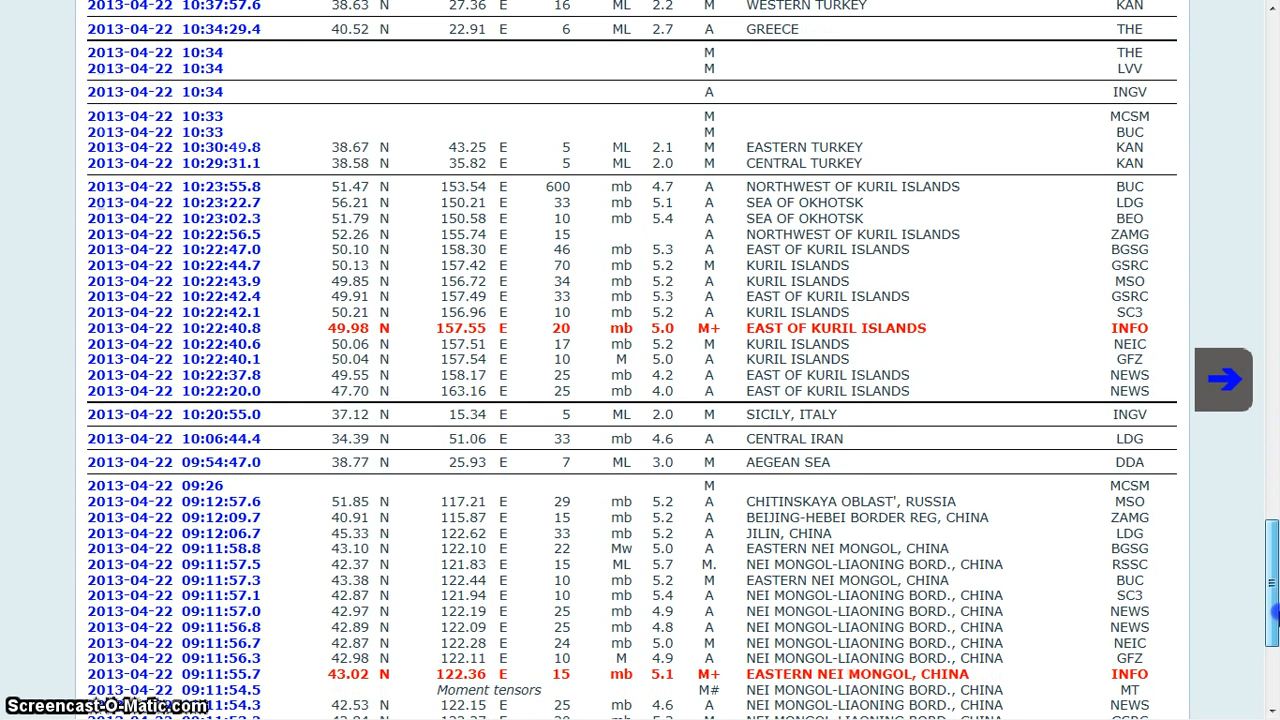 2013-04-22 10:37:57.6 38.63 N 27.36 E 16 ML 2.2 M WESTERN TURKEY KAN
2013-04-22 10:34:29.4 40.52 N 22.91 E 6 ML 2.7 A GREECE THE
2013-04-22 10:34 M THE
2013-04-22 10:34 M LVV
2013-04-22 10:34 A INGV
2013-04-22 10:33 M MCSM
2013-04-22 10:33 M BUC
2013-04-22 10:30:49.8 38.67 N 43.25 E 5 ML 2.1 M EASTERN TURKEY KAN
2013-04-22 10:29:31.1 38.58 N 35.82 E 5 ML 2.0 M CENTRAL TURKEY KAN
2013-04-22 10:23:55.8 51.47 N 153.54 E 600 mb 4.7 A NORTHWEST OF KURIL ISLANDS BUC
2013-04-22 10:23:22.7 56.21 N 150.21 E 33 mb 5.1 A SEA OF OKHOTSK LDG
2013-04-22 10:23:02.3 51.79 N 150.58 E 10 mb 5.4 A SEA OF OKHOTSK BEO
2013-04-22 10:22:56.5 52.26 N 155.74 E 15 A NORTHWEST OF KURIL ISLANDS ZAMG
2013-04-22 10:22:47.0 50.10 N 158.30 E 46 mb 5.3 A EAST OF KURIL ISLANDS BGSG
2013-04-22 10:22:44.7 50.13 N 157.42 E 70 mb 5.2 M KURIL ISLANDS GSRC
2013-04-22 10:22:43.9 49.85 N 156.72 E 34 mb 5.2 A KURIL ISLANDS MSO
2013-04-22 10:22:42.4 49.91 N 157.49 E 33 mb 5.3 A EAST OF KURIL ISLANDS GSRC
2013-04-22 10:22:42.1 50.21 N 156.96 E 10 mb 5.2 A KURIL ISLANDS SC3
2013-04-22 10:22:40.8 49.98 N 157.55 E 20 mb 5.0 M+ EAST OF KURIL ISLANDS INFO
2013-04-22 10:22:40.6 50.06 N 157.51 E 17 mb 5.2 M KURIL ISLANDS NEIC
2013-04-22 10:22:40.1 50.04 N 157.54 E 10 M 5.0 A KURIL ISLANDS GFZ
2013-04-22 10:22:37.8 49.55 N 158.17 E 25 mb 4.2 A EAST OF KURIL ISLANDS NEWS
2013-04-22 10:22:20.0 47.70 N 163.16 E 25 mb 4.0 A EAST OF KURIL ISLANDS NEWS
2013-04-22 10:20:55.0 37.12 N 15.34 E 5 ML 2.0 M SICILY, ITALY INGV
2013-04-22 10:06:44.4 34.39 N 51.06 E 33 mb 4.6 A CENTRAL IRAN LDG
2013-04-22 09:54:47.0 38.77 N 25.93 E 7 ML 3.0 M AEGEAN SEA DDA
2013-04-22 09:26 M MCSM
2013-04-22 09:12:57.6 51.85 N 117.21 E 29 mb 5.2 A CHITINSKAYA OBLAST', RUSSIA MSO
2013-04-22 09:12:09.7 40.91 N 115.87 E 15 mb 5.2 A BEIJING-HEBEI BORDER REG, CHINA ZAMG
2013-04-22 09:12:06.7 45.33 N 122.62 E 33 mb 5.2 A JILIN, CHINA LDG
2013-04-22 09:11:58.8 43.10 N 122.10 E 22 Mw 5.0 A EASTERN NEI MONGOL, CHINA BGSG
2013-04-22 09:11:57.5 42.37 N 121.83 E 15 ML 5.7 M. NEI MONGOL-LIAONING BORD., CHINA RSSC
2013-04-22 09:11:57.3 43.38 N 122.44 E 10 mb 5.2 M EASTERN NEI MONGOL, CHINA BUC
2013-04-22 09:11:57.1 42.87 N 121.94 E 10 mb 5.4 A NEI MONGOL-LIAONING BORD., CHINA SC3
2013-04-22 09:11:57.0 42.97 N 122.19 E 25 mb 4.9 A NEI MONGOL-LIAONING BORD., CHINA NEWS
2013-04-22 09:11:56.8 42.89 N 122.09 E 25 mb 4.8 A NEI MONGOL-LIAONING BORD., CHINA NEWS
2013-04-22 09:11:56.7 42.87 N 122.28 E 24 mb 5.0 M NEI MONGOL-LIAONING BORD., CHINA NEIC
2013-04-22 09:11:56.3 42.98 N 122.11 E 10 M 4.9 A NEI MONGOL-LIAONING BORD., CHINA GFZ
2013-04-22 09:11:55.7 43.02 N 122.36 E 15 mb 5.1 M+ EASTERN NEI MONGOL, CHINA INFO
2013-04-22 09:11:54.5 Moment tensors M# NEI MONGOL-LIAONING BORD., CHINA MT
09:11:54.3 42.53 N 122.15 E 25 mb 4.6 A NEI MONGOL-LIAONING BORD., CHINA NEWS
Screencast-O-Matic.com